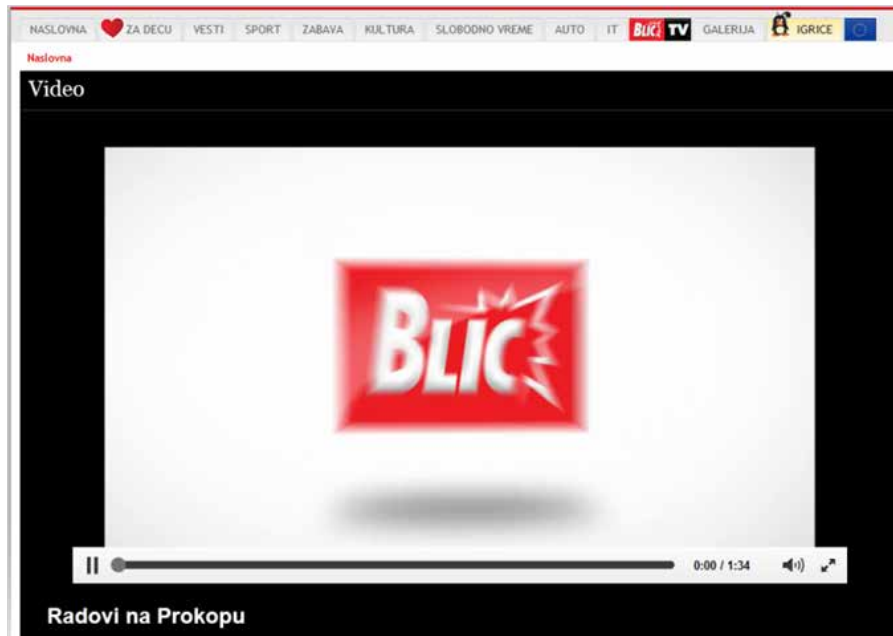 NASLOVNA ZA DECU VESTI SPORT ZABAVA KULTURA SLOBODNO VREME AUTO IT BLIC TV GALERIJA IGRICE
Naslovna
Video
BLIC
0:00 / 1:34
Radovi na Prokopu